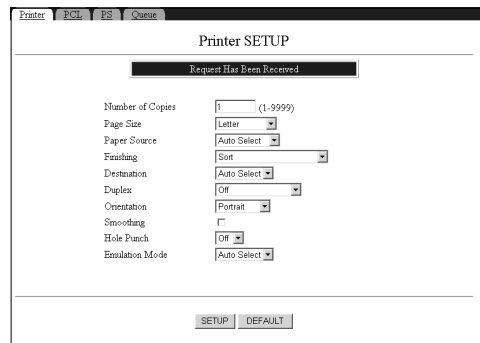 Printer PCL PS Queue
Printer SETUP
Request Has Been Received
Number of Copies 1 (1-9999)
Page Size Letter
Paper Source Auto Select
Finishing Sort
Destination Auto Select
Duplex Off
Orientation Portrait
Smoothing
Hole Punch Off
Emulation Mode Auto Select
SETUP DEFAULT